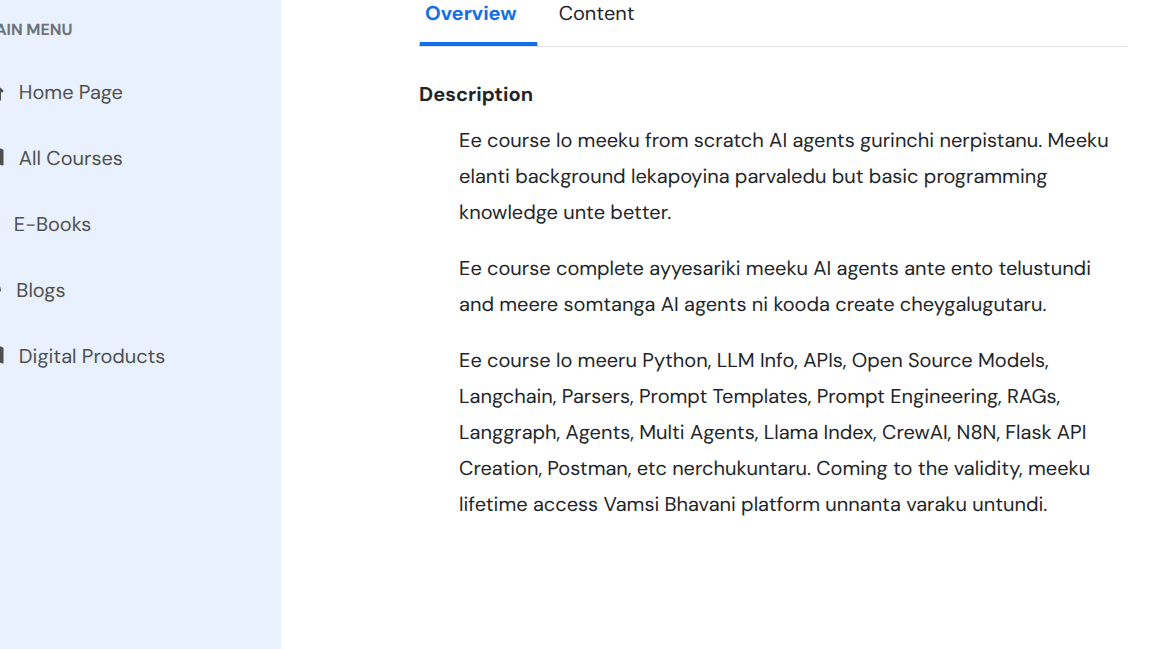 AIN MENU
Home Page
All Courses
E-Books
Blogs
Digital Products
Overview
Content
Description
Ee course lo meeku from scratch AI agents gurinchi nerpistanu. Meeku
elanti background lekapoyina parvaledu but basic programming
knowledge unte better.
Ee course complete ayyesariki meeku AI agents ante ento telustundi
and meere somtanga AI agents ni kooda create cheygalugutaru.
Ee course lo meeru Python, LLM Info, APIs, Open Source Models,
Langchain, Parsers, Prompt Templates, Prompt Engineering, RAGs,
Langgraph, Agents, Multi Agents, Llama Index, CrewAI, N8N, Flask API
Creation, Postman, etc nerchukuntaru. Coming to the validity, meeku
lifetime access Vamsi Bhavani platform unnanta varaku untundi.